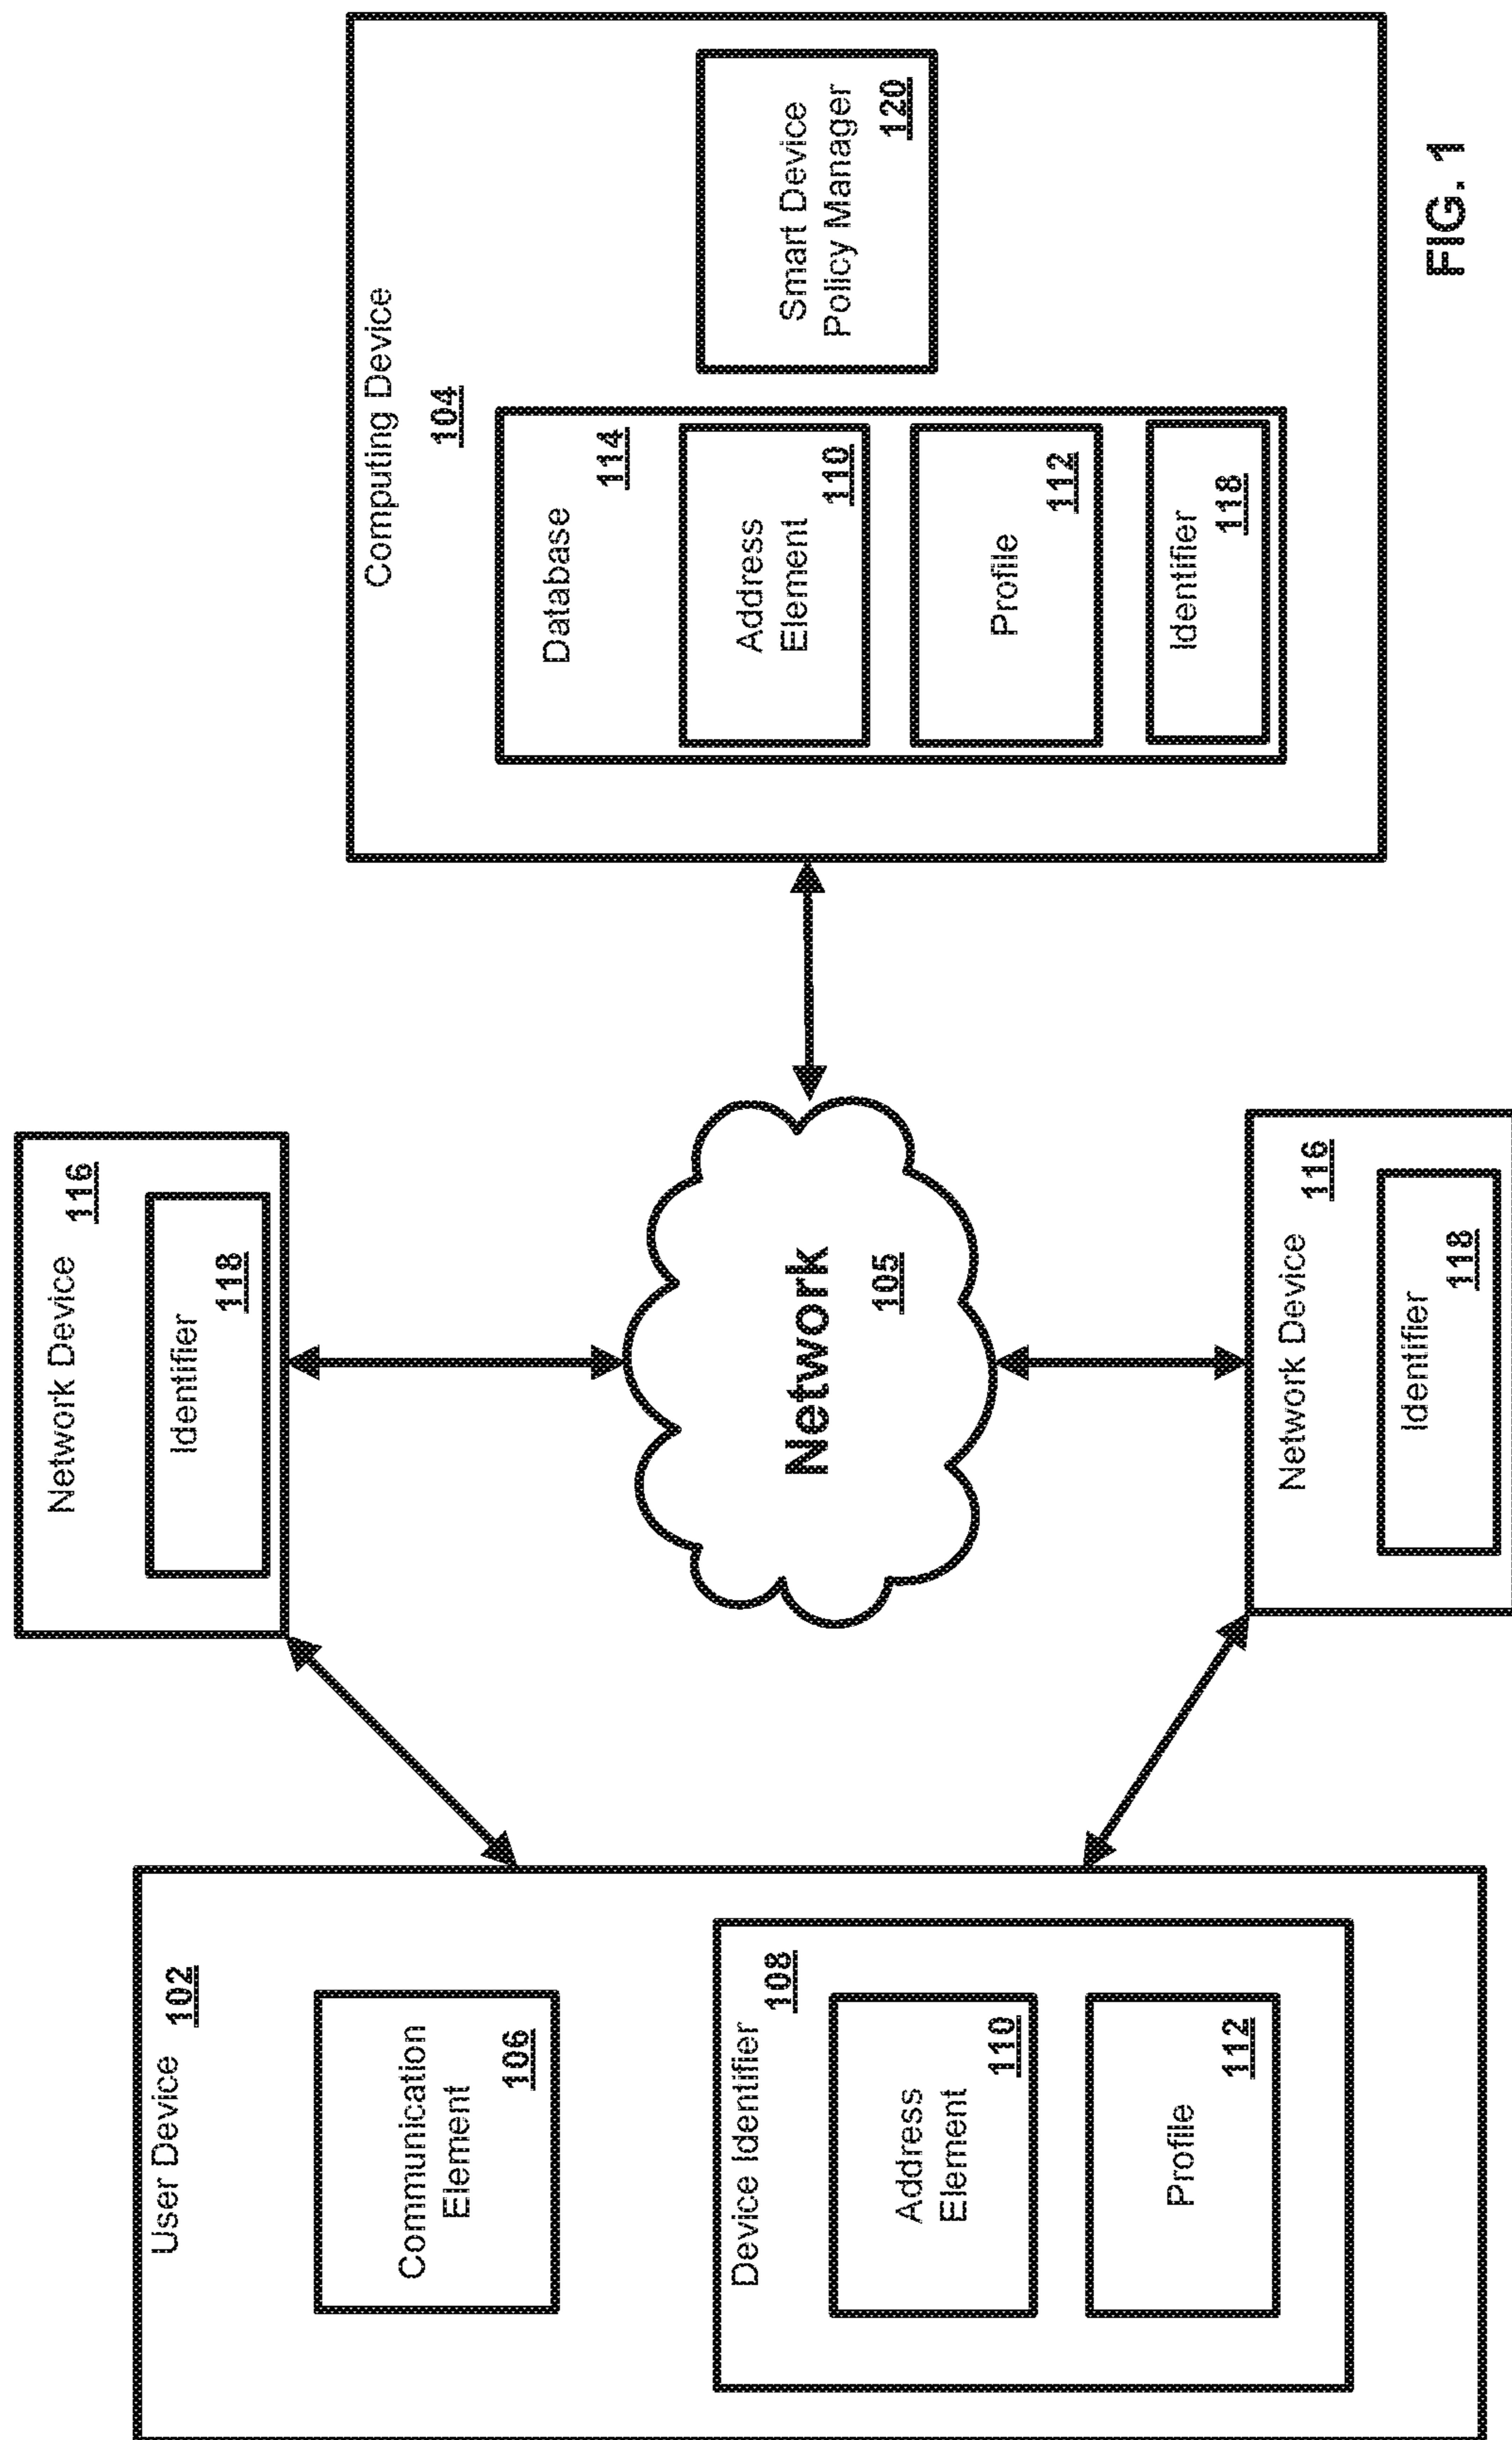 User Device
102
Communication
Element
106
Device Identifier
108
Address
Element
110
Profile
112
Network Device
116
Identifier
118
Network
105
Network Device
116
Identifier
118
Computing Device
104
Database
114
Address
Element
110
Profile
112
Identifier
118
Smart Device
Policy Manager
120
FIG. 1